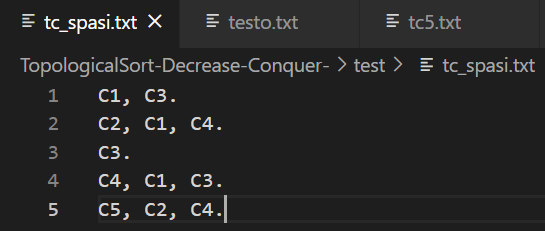 tc_spasi.txt × testo.txt tc5.txt
TopologicalSort-Decrease-Conquer- > test > tc_spasi.txt
1 C1, C3.
2 C2, C1, C4.
3 C3.
4 C4, C1, C3.
5 C5, C2, C4.